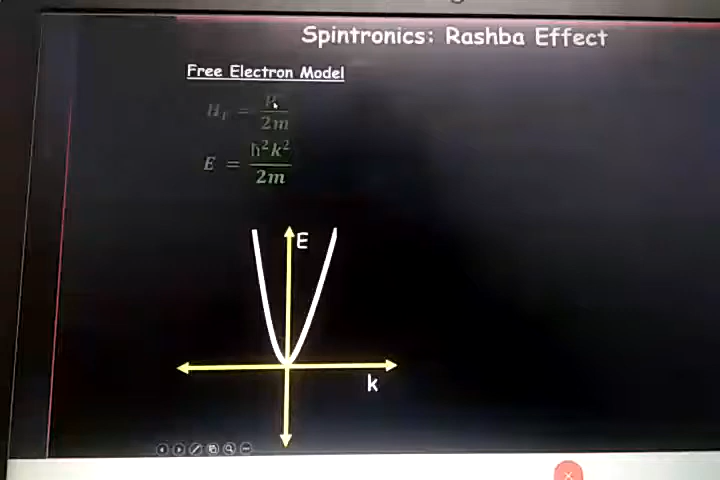 Spintronics: Rashba Effect
Free Electron Model
H =
2m
E = ħ²k²
2m
E
k